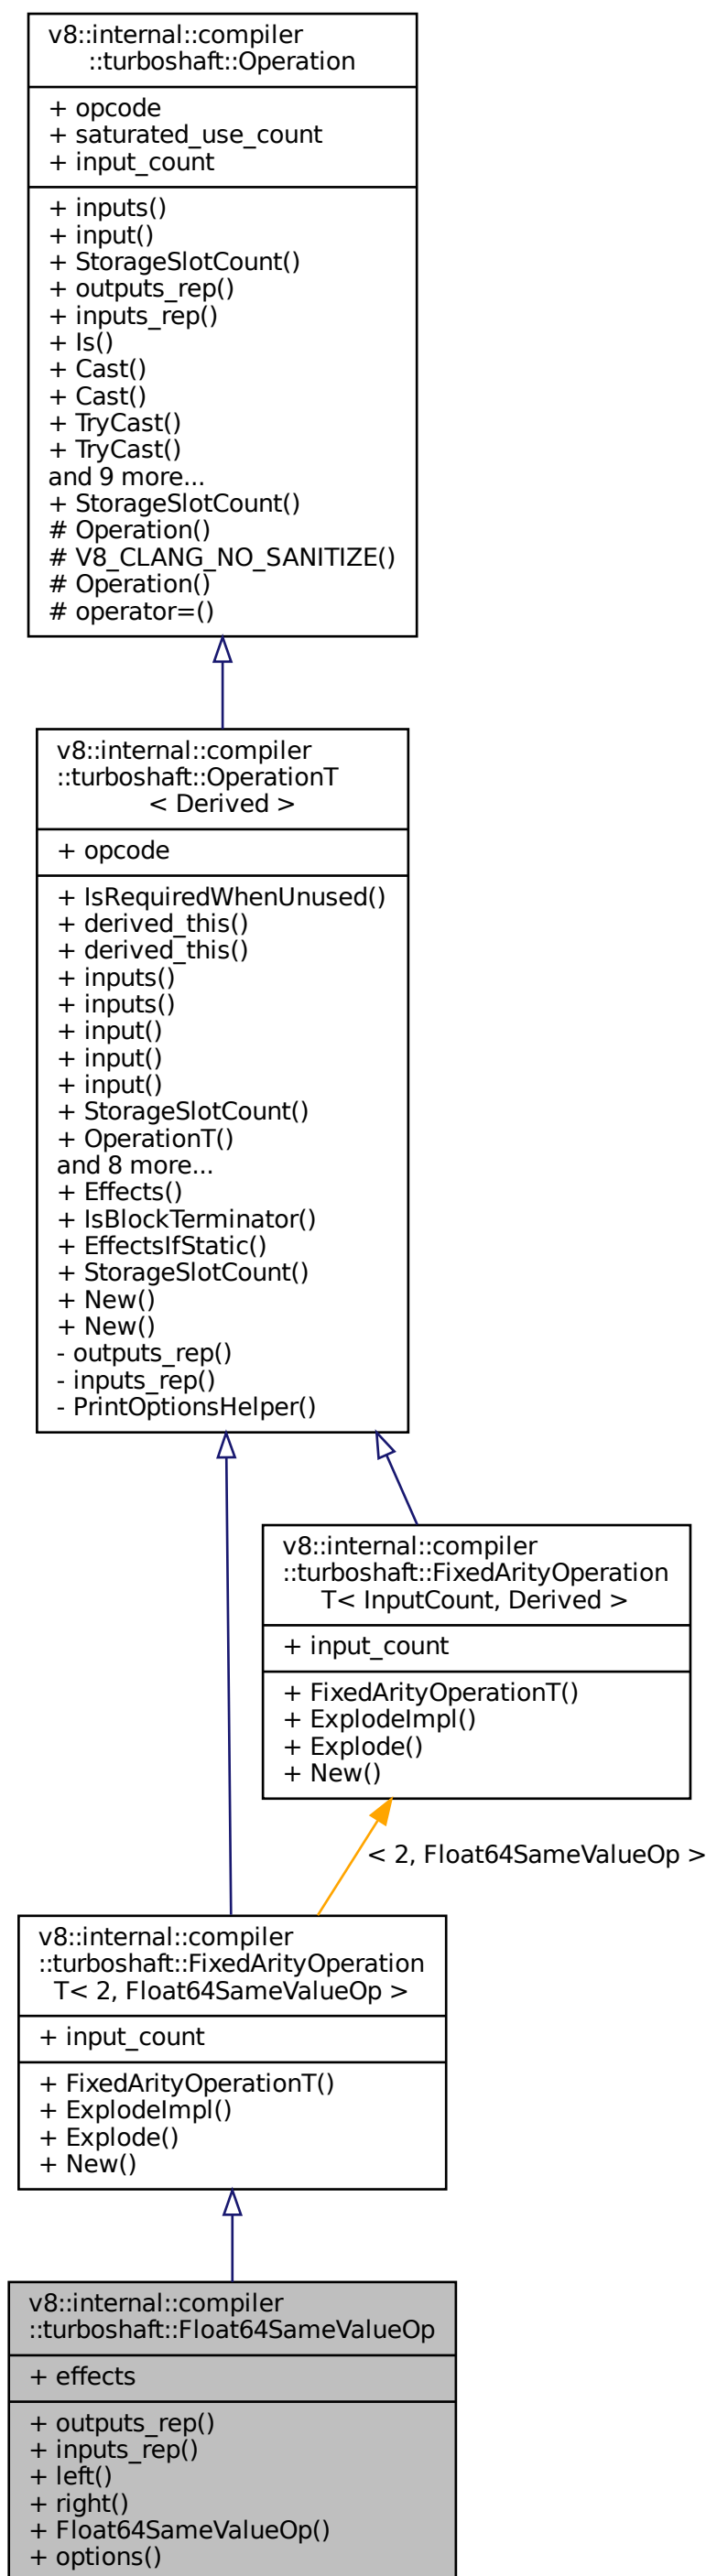 v8::internal::compiler
::turboshaft::Operation
+ opcode
+ saturated_use_count
+ input_count
+ inputs()
+ input()
+ StorageSlotCount()
+ outputs_rep()
+ inputs_rep()
+ Is()
+ Cast()
+ Cast()
+ TryCast()
+ TryCast()
and 9 more...
+ StorageSlotCount()
# Operation()
# V8_CLANG_NO_SANITIZE()
# Operation()
# operator=()
v8::internal::compiler
::turboshaft::OperationT
< Derived >
+ opcode
+ IsRequiredWhenUnused()
+ derived_this()
+ derived_this()
+ inputs()
+ inputs()
+ input()
+ input()
+ input()
+ StorageSlotCount()
+ OperationT()
and 8 more...
+ Effects()
+ IsBlockTerminator()
+ EffectsIfStatic()
+ StorageSlotCount()
+ New()
+ New()
- outputs_rep()
- inputs_rep()
- PrintOptionsHelper()
v8::internal::compiler
::turboshaft::FixedArityOperation
T< InputCount, Derived >
+ input_count
+ FixedArityOperationT()
+ ExplodeImpl()
+ Explode()
+ New()
< 2, Float64SameValueOp >
v8::internal::compiler
::turboshaft::FixedArityOperation
T< 2, Float64SameValueOp >
+ input_count
+ FixedArityOperationT()
+ ExplodeImpl()
+ Explode()
+ New()
v8::internal::compiler
::turboshaft::Float64SameValueOp
+ effects
+ outputs_rep()
+ inputs_rep()
+ left()
+ right()
+ Float64SameValueOp()
+ options()